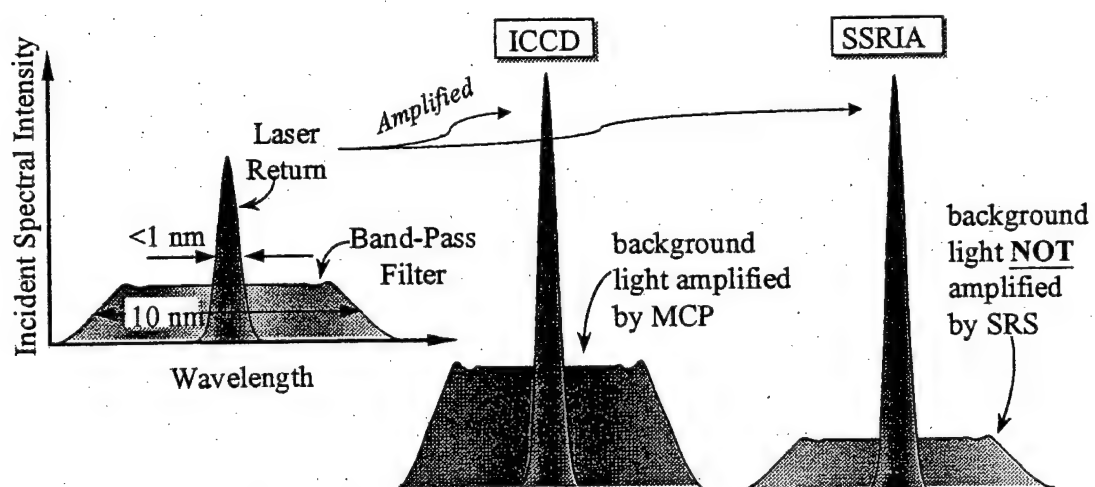 ICCD
SSRIA
Incident Spectral Intensity
Amplified
Laser
Return
<1 nm
Band-Pass
Filter
10 nm
Wavelength
background
light amplified
by MCP
background
light NOT
amplified
by SRS